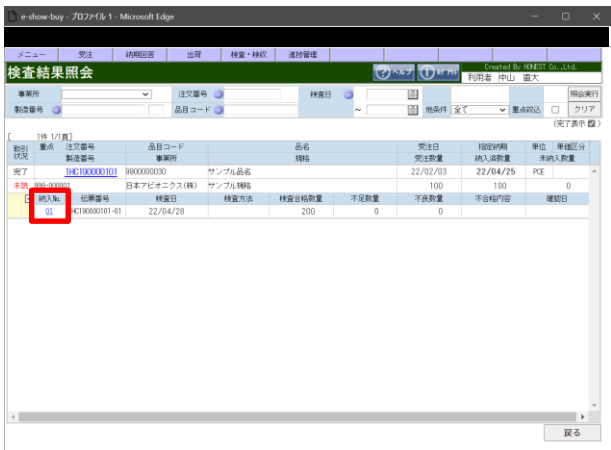 e-show-buy - プロファイル 1 - Microsoft Edge
メニュー 受注 納期回答 出荷 検査・検収 進捗管理
検査結果照会 ヘルプ ログアウト Created By HONEST Co.,Ltd.
利用者 中山 直大
事業所 注文番号 検査日 照会実行
製造番号 品目コード ~ 他条件 全て 重点絞込 クリア
(完了表示 )
[ 1件 1/1頁]
取引状況 重点 注文番号 品目コード 品名 受注日 指定納期 単位 単価区分
製造番号 事業所 規格 受注数量 納入済数量 未納入数量
完了 1HC190000101 9900000030 サンプル品名 22/02/03 22/04/25 PCE
未読 999-000001 日本アビオニクス(株) サンプル規格 100 100 0
納入No. 伝票番号 検査日 検査方法 検査合格数量 不足数量 不良数量 不合格内容 確認日
01 HC190000101-01 22/04/28 200 0 0
戻る